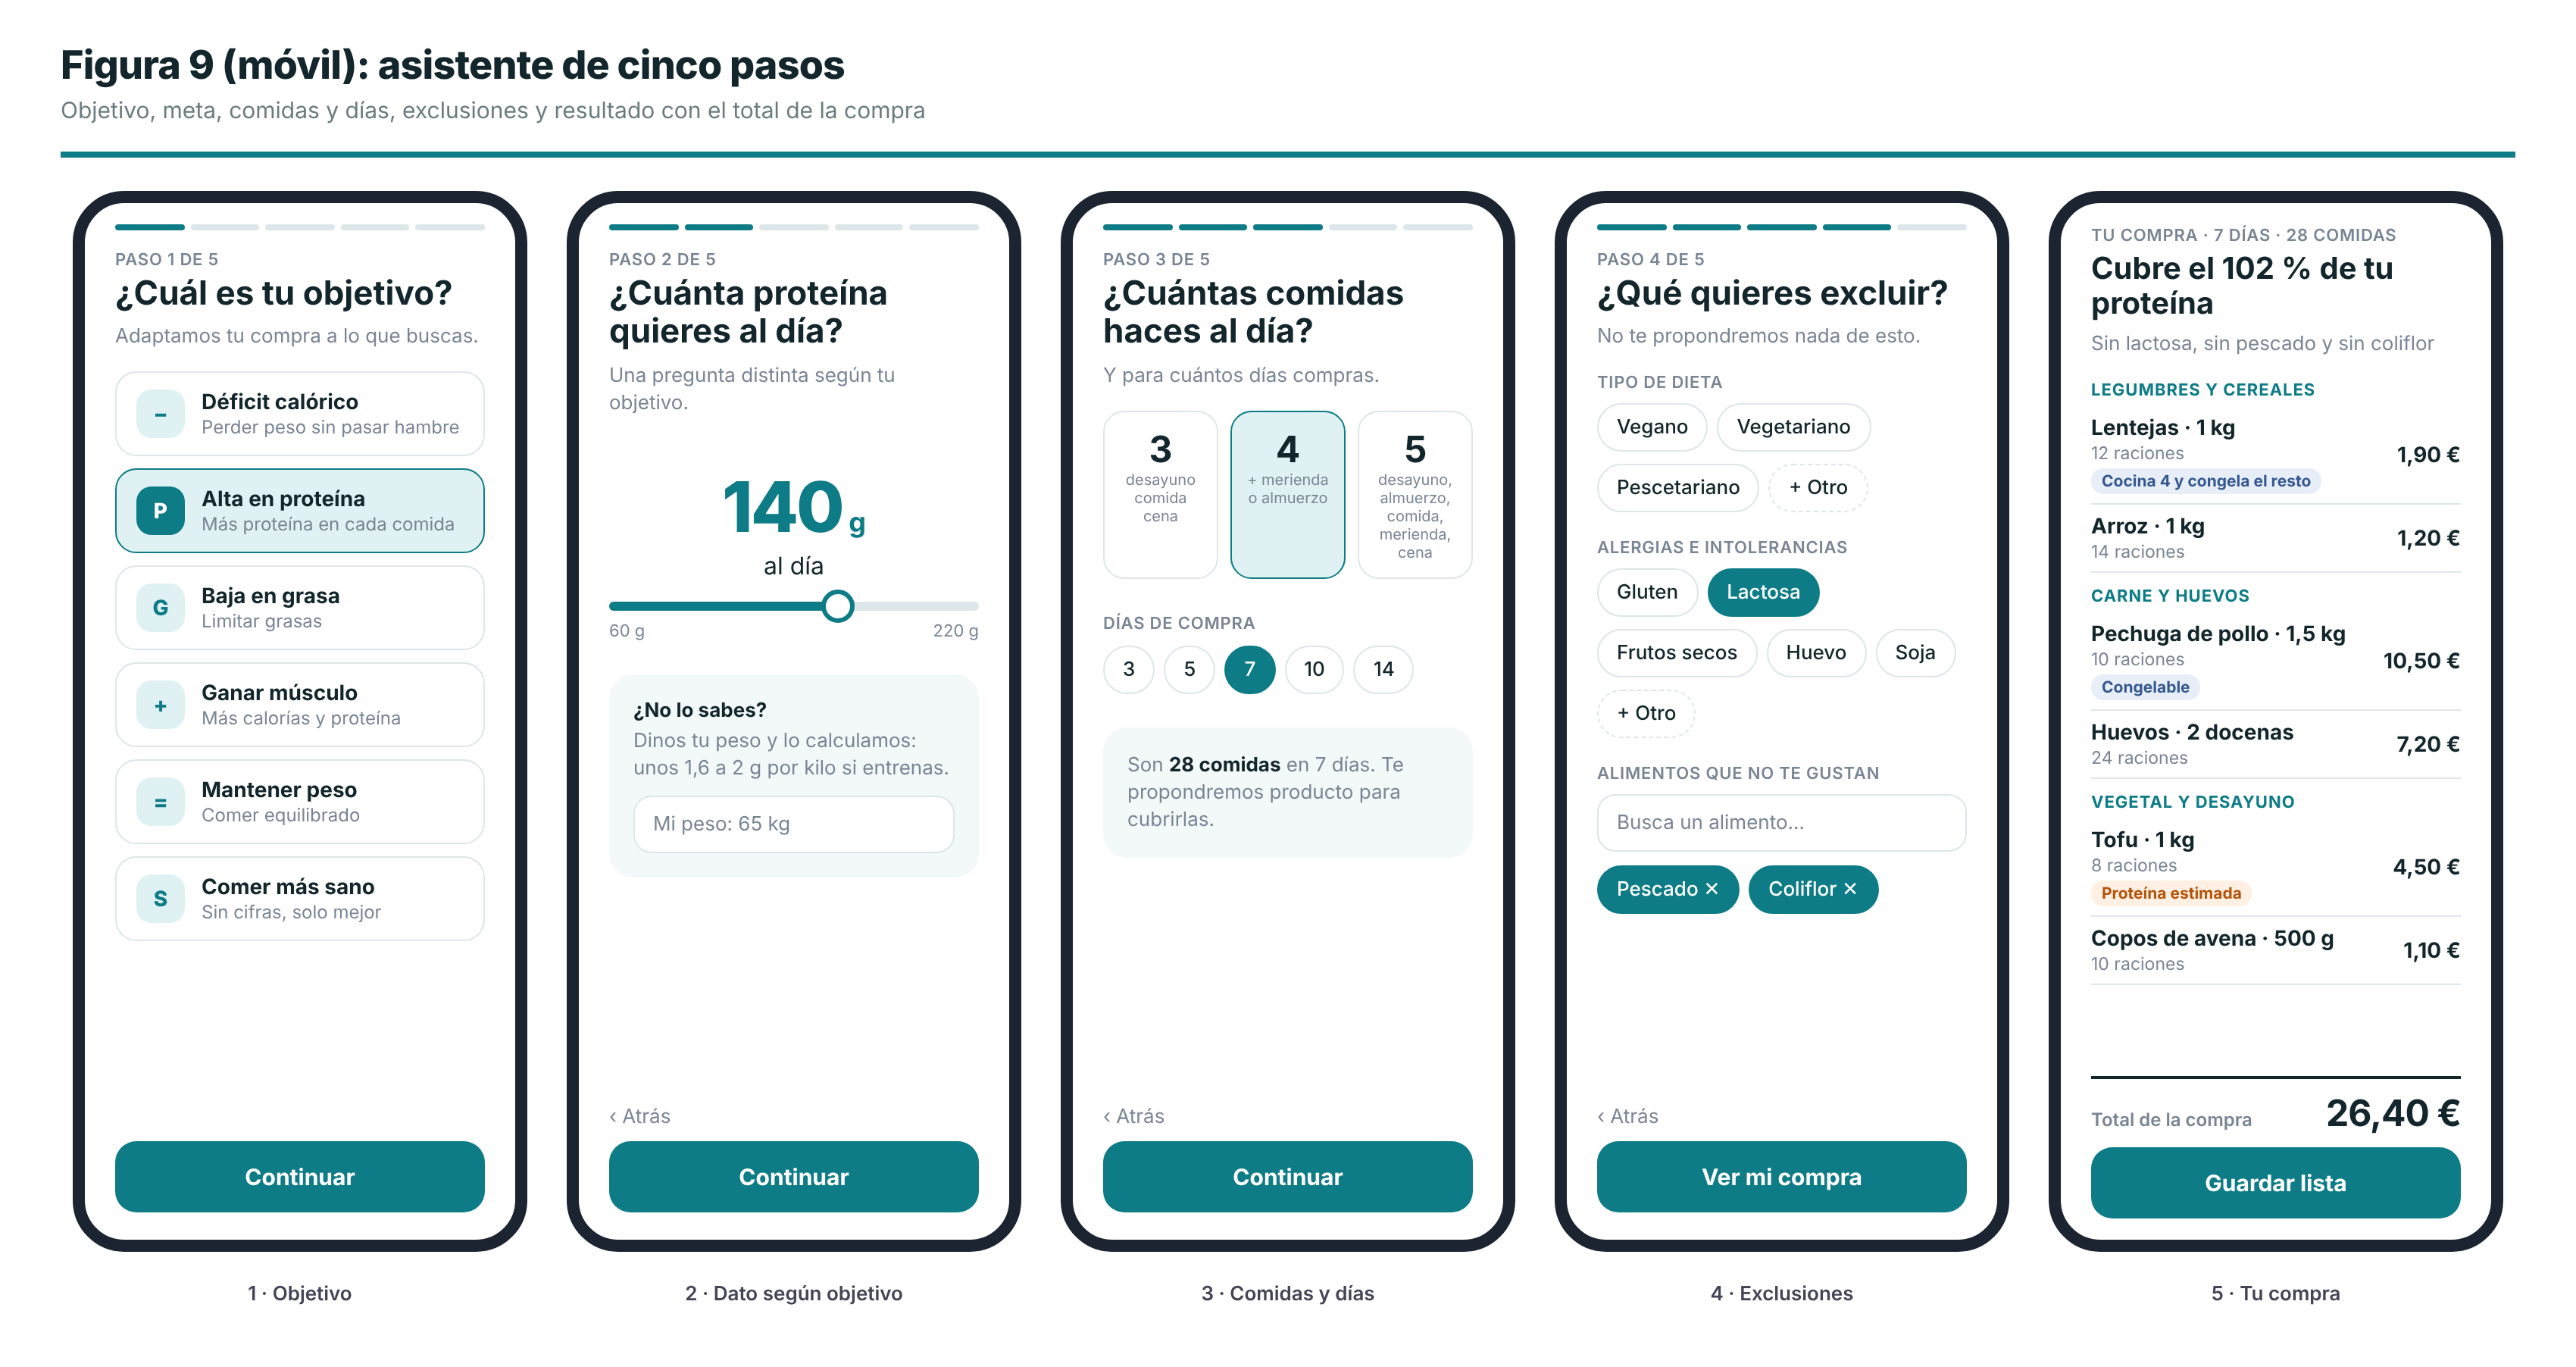 Figura 9 (móvil): asistente de cinco pasos
Objetivo, meta, comidas y días, exclusiones y resultado con el total de la compra
PASO 1 DE 5
¿Cuál es tu objetivo?
Adaptamos tu compra a lo que buscas.
–
Déficit calórico
Perder peso sin pasar hambre
P
Alta en proteína
Más proteína en cada comida
G
Baja en grasa
Limitar grasas
+
Ganar músculo
Más calorías y proteína
=
Mantener peso
Comer equilibrado
S
Comer más sano
Sin cifras, solo mejor
Continuar
1 · Objetivo
PASO 2 DE 5
¿Cuánta proteína
quieres al día?
Una pregunta distinta según tu
objetivo.
140 g
al día
60 g
220 g
¿No lo sabes?
Dinos tu peso y lo calculamos:
unos 1,6 a 2 g por kilo si entrenas.
Mi peso: 65 kg
‹ Atrás
Continuar
2 · Dato según objetivo
PASO 3 DE 5
¿Cuántas comidas
haces al día?
Y para cuántos días compras.
3
desayuno
comida
cena
4
+ merienda
o almuerzo
5
desayuno,
almuerzo,
comida,
merienda,
cena
DÍAS DE COMPRA
3 5 7 10 14
Son 28 comidas en 7 días. Te
propondremos producto para
cubrirlas.
‹ Atrás
Continuar
3 · Comidas y días
PASO 4 DE 5
¿Qué quieres excluir?
No te propondremos nada de esto.
TIPO DE DIETA
Vegano Vegetariano
Pescetariano + Otro
ALERGIAS E INTOLERANCIAS
Gluten Lactosa
Frutos secos Huevo Soja
+ Otro
ALIMENTOS QUE NO TE GUSTAN
Busca un alimento...
Pescado × Coliflor ×
‹ Atrás
Ver mi compra
4 · Exclusiones
TU COMPRA · 7 DÍAS · 28 COMIDAS
Cubre el 102 % de tu
proteína
Sin lactosa, sin pescado y sin coliflor
LEGUMBRES Y CEREALES
Lentejas · 1 kg
12 raciones
Cocina 4 y congela el resto
1,90 €
Arroz · 1 kg
14 raciones
1,20 €
CARNE Y HUEVOS
Pechuga de pollo · 1,5 kg
10 raciones
Congelable
10,50 €
Huevos · 2 docenas
24 raciones
7,20 €
VEGETAL Y DESAYUNO
Tofu · 1 kg
8 raciones
Proteína estimada
4,50 €
Copos de avena · 500 g
10 raciones
1,10 €
Total de la compra 26,40 €
Guardar lista
5 · Tu compra